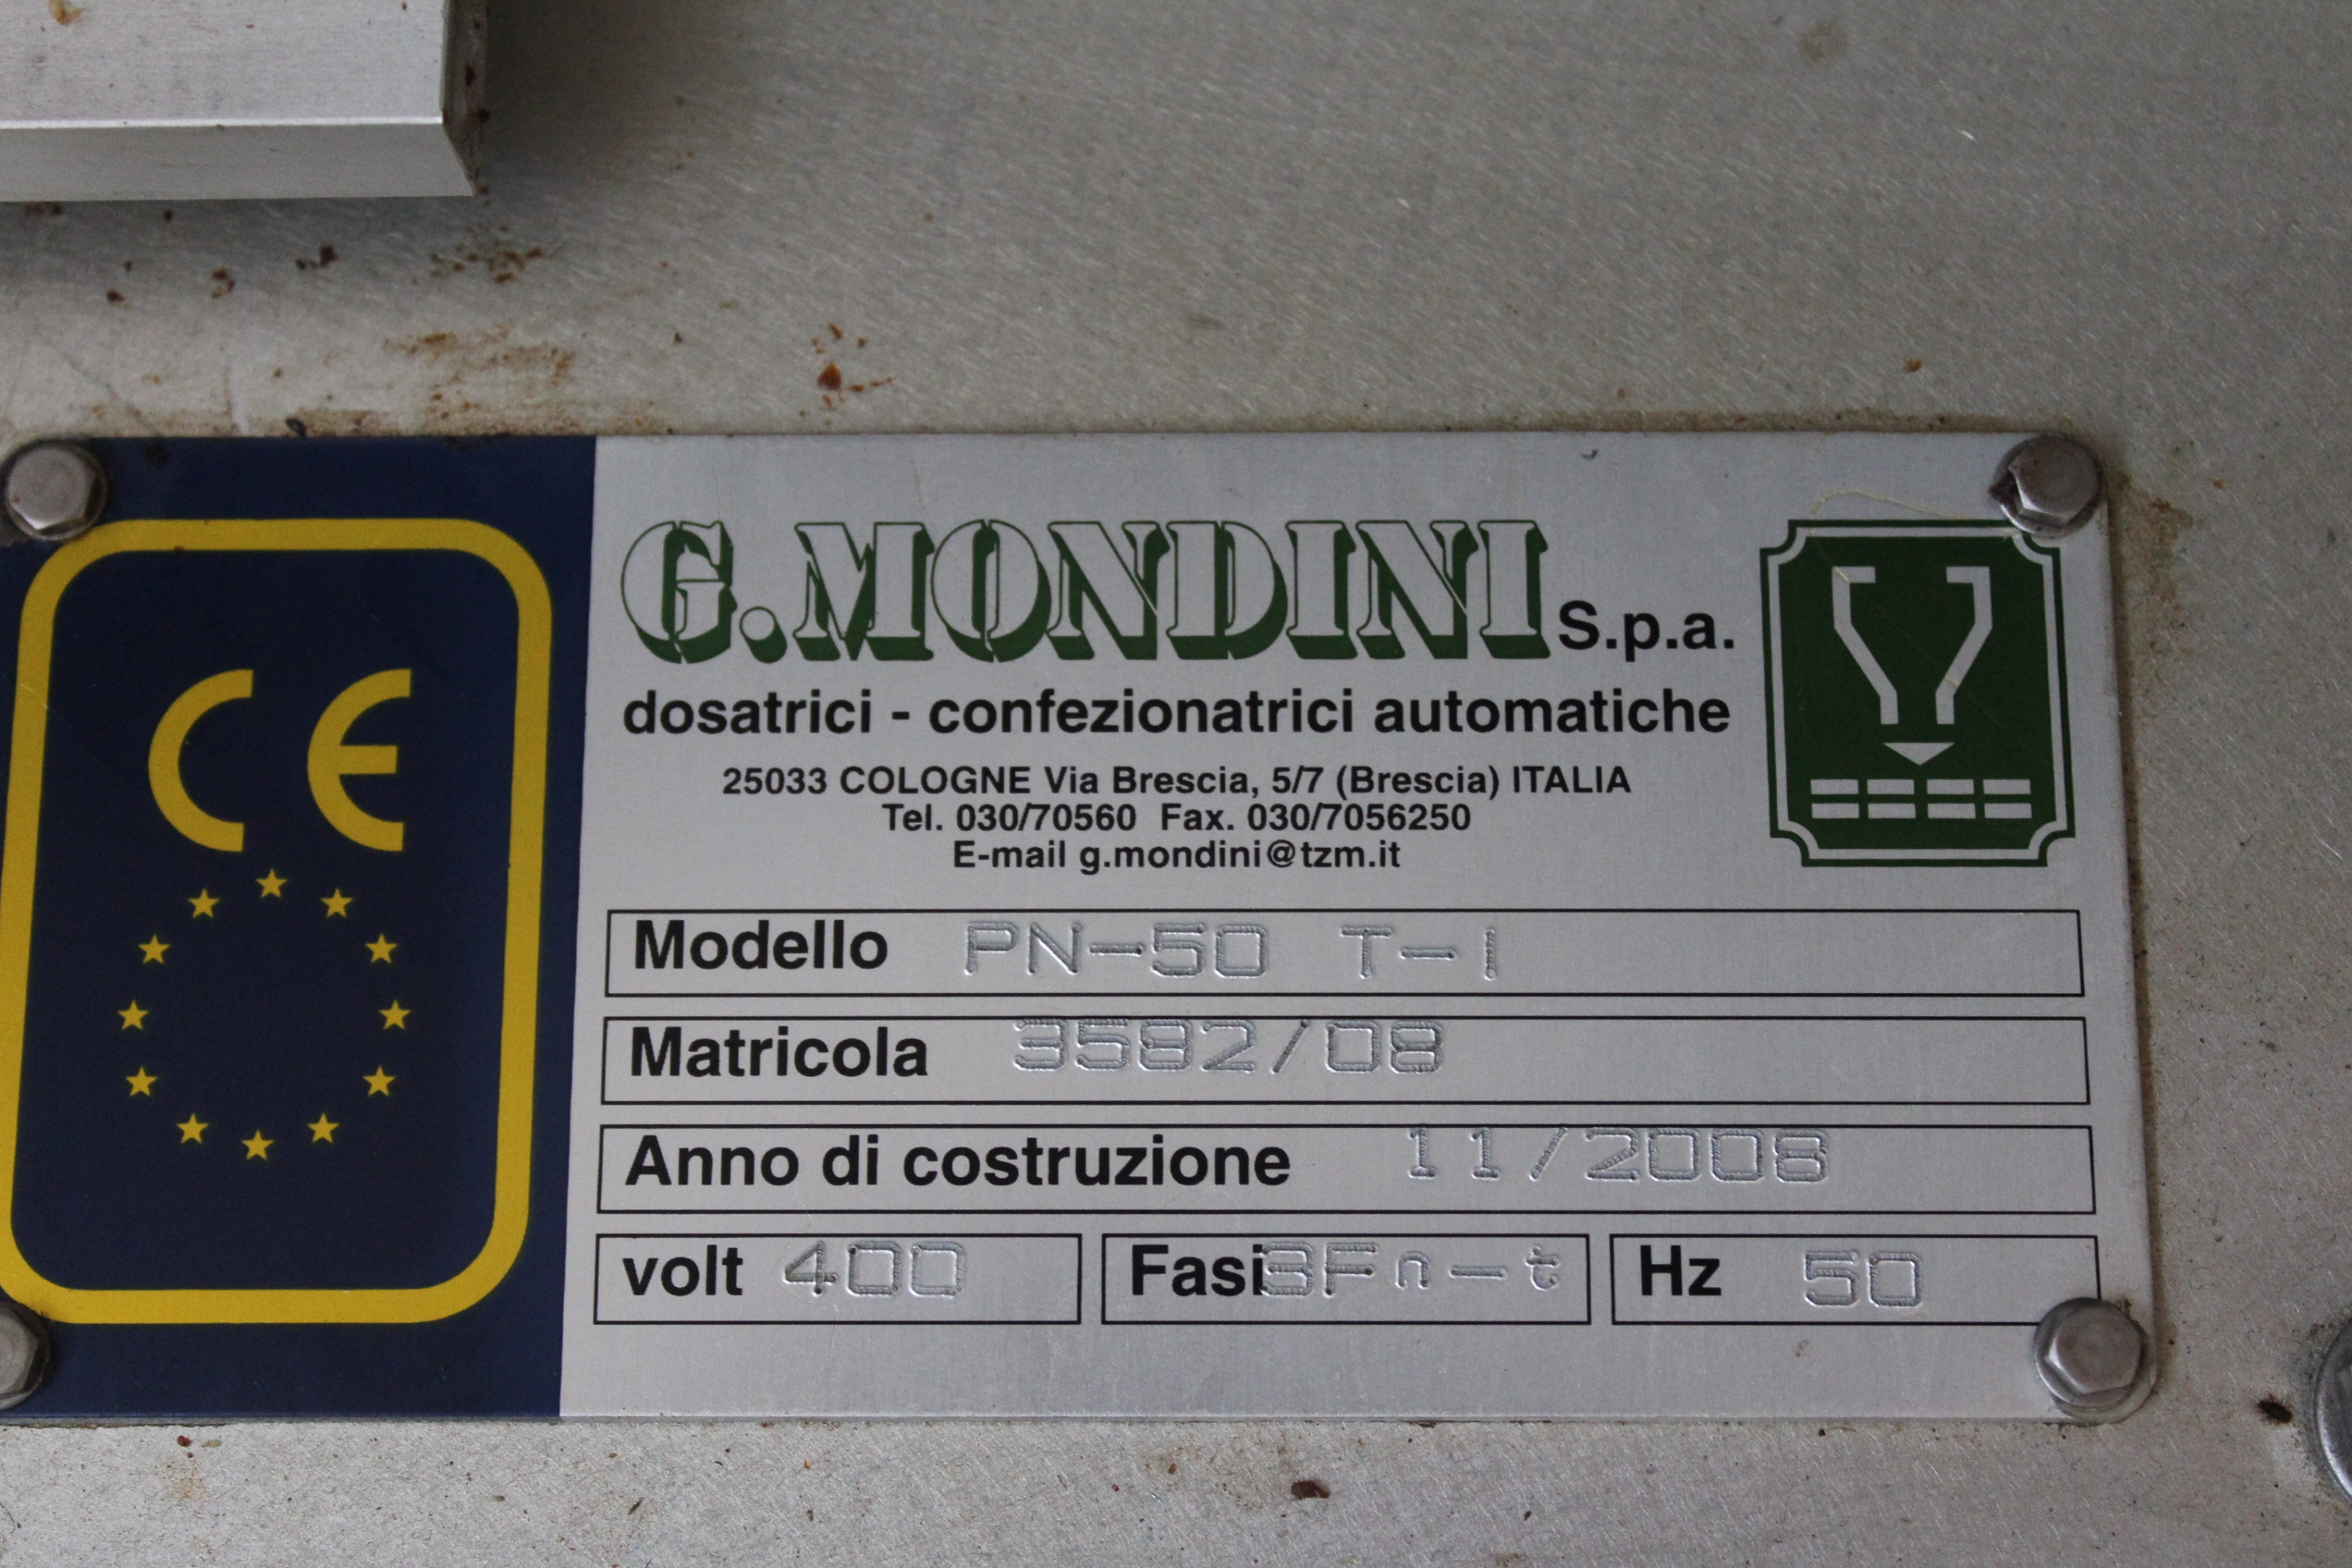 CE
G.MONDINI S.p.a.
dosatrici - confezionatrici automatiche
25033 COLOGNE Via Brescia, 5/7 (Brescia) ITALIA
Tel. 030/70560 Fax. 030/7056250
E-mail g.mondini@tzm.it
Modello PN-50 T-1
Matricola 3582/08
Anno di costruzione 11/2008
volt 400 Fasi 3Fn-t Hz 50